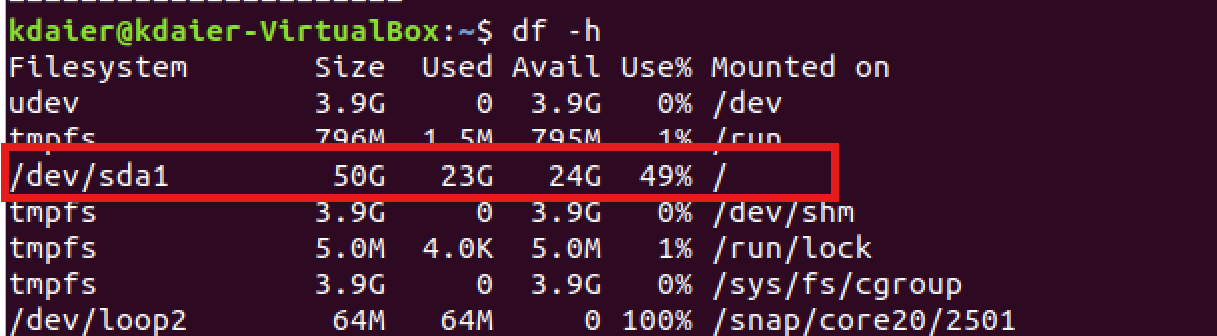 kdaier@kdaier-VirtualBox:~$ df -h
Filesystem Size Used Avail Use% Mounted on
udev 3.9G 0 3.9G 0% /dev
tmpfs 796M 1.5M 795M 1% /run
/dev/sda1 50G 23G 24G 49% /
tmpfs 3.9G 0 3.9G 0% /dev/shm
tmpfs 5.0M 4.0K 5.0M 1% /run/lock
tmpfs 3.9G 0 3.9G 0% /sys/fs/cgroup
/dev/loop2 64M 64M 0 100% /snap/core20/2501